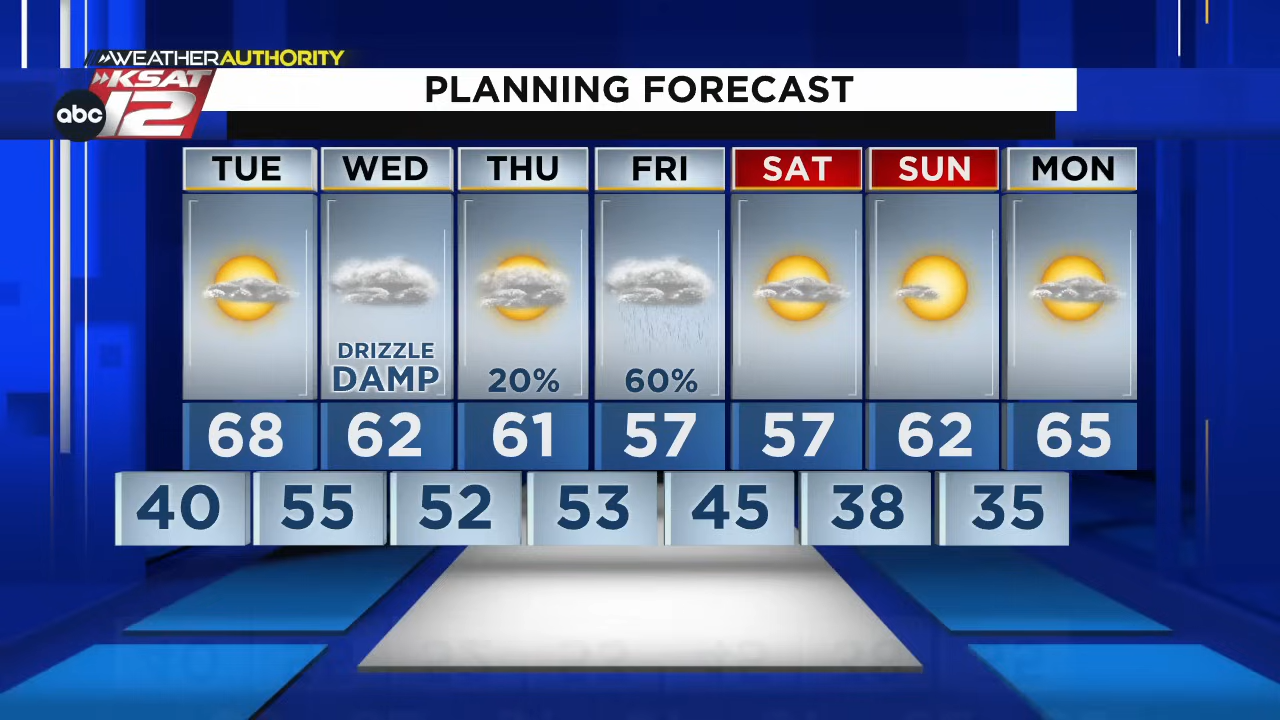 WEATHERAUTHORITY
KSAT
abc 12
PLANNING FORECAST
TUE WED THU FRI SAT SUN MON
DRIZZLE
DAMP 20% 60%
68 62 61 57 57 62 65
40 55 52 53 45 38 35